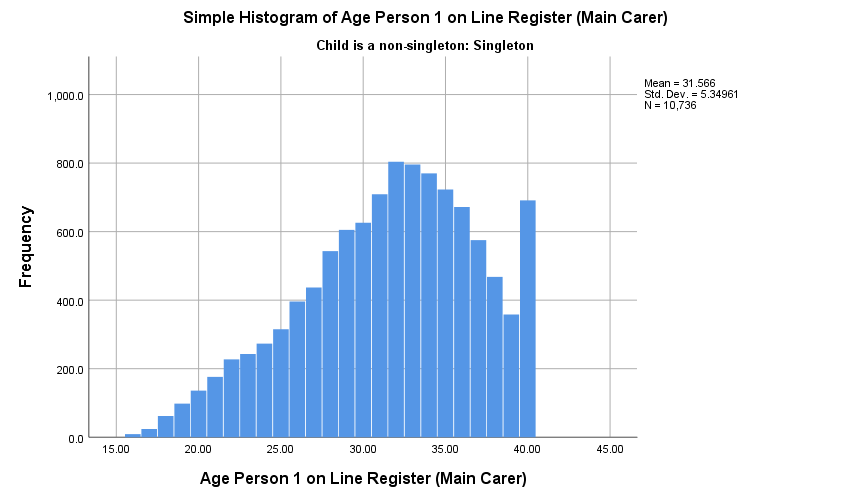 Simple Histogram of Age Person 1 on Line Register (Main Carer)
Child is a non-singleton: Singleton
Mean = 31.566
Std. Dev. = 5.34961
N = 10,736
1,000.0
800.0
600.0
400.0
200.0
0.0
Frequency
15.00 20.00 25.00 30.00 35.00 40.00 45.00
Age Person 1 on Line Register (Main Carer)